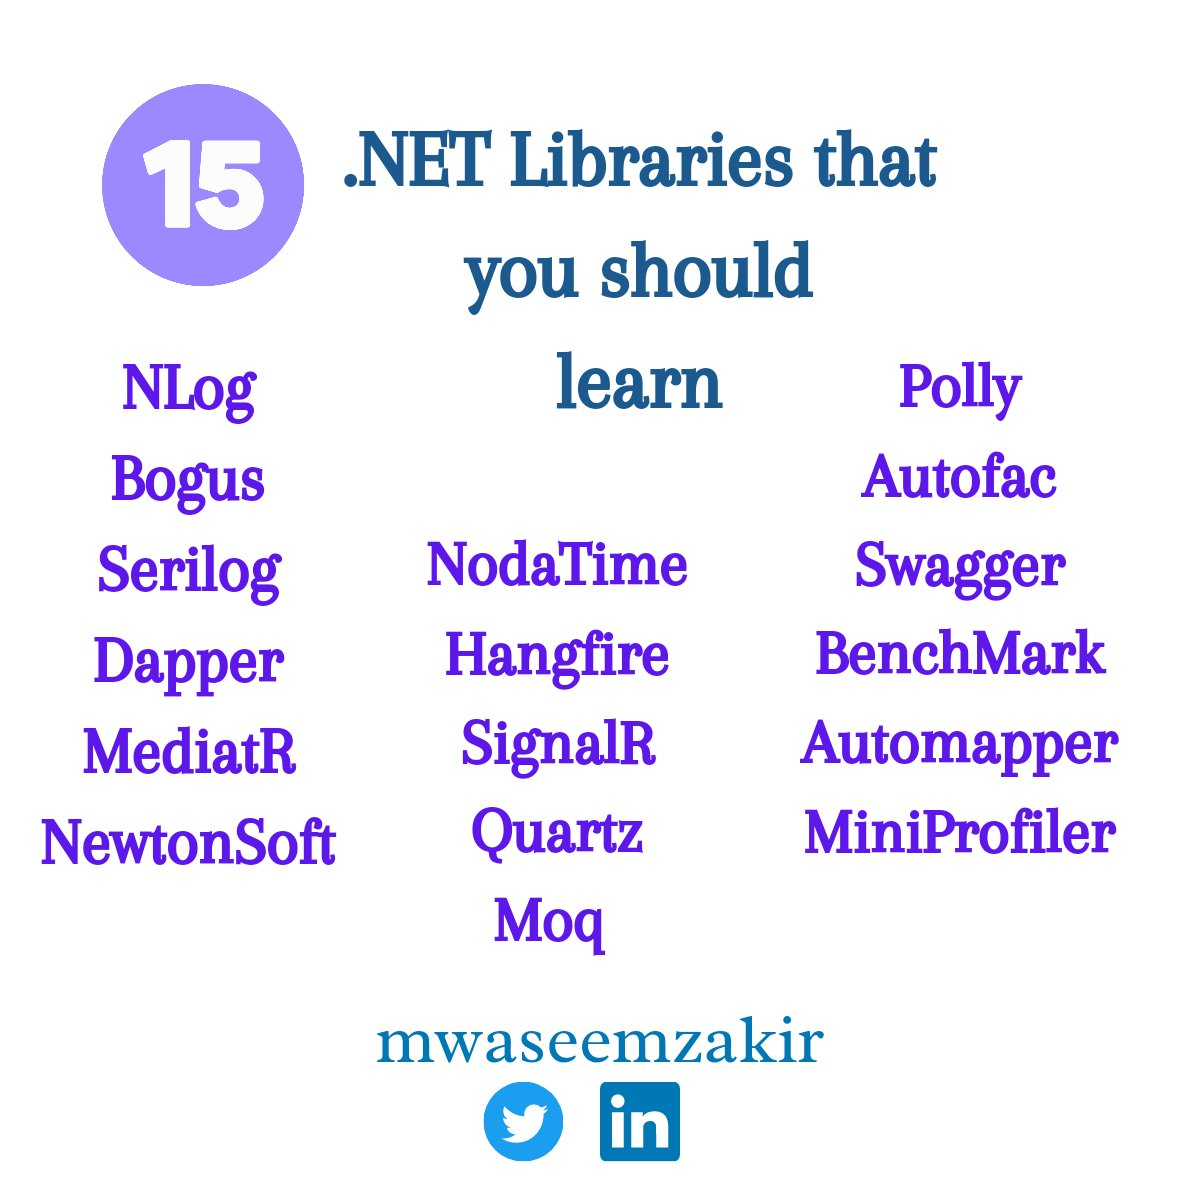 15
.NET Libraries that
you should
learn
NLog
Bogus
Serilog
Dapper
MediatR
NewtonSoft
NodaTime
Hangfire
SignalR
Quartz
Moq
Polly
Autofac
Swagger
BenchMark
Automapper
MiniProfiler
mwaseemzakir
in